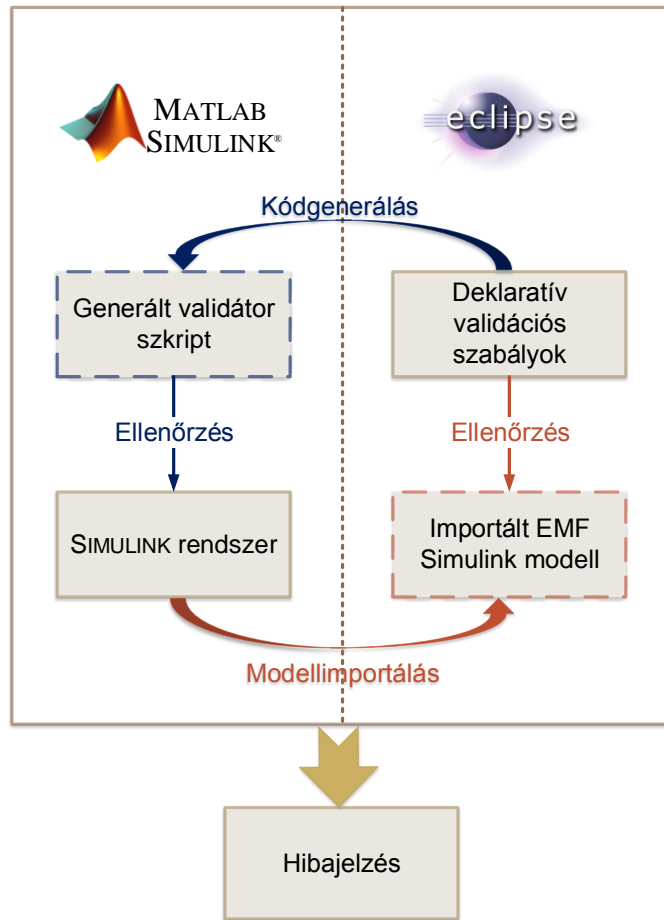 MATLAB
SIMULINK®
eclipse
Kódgenerálás
Generált validátor
szkript
Deklaratív
validációs
szabályok
Ellenőrzés
Ellenőrzés
SIMULINK rendszer
Importált EMF
Simulink modell
Modellimportálás
Hibajelzés